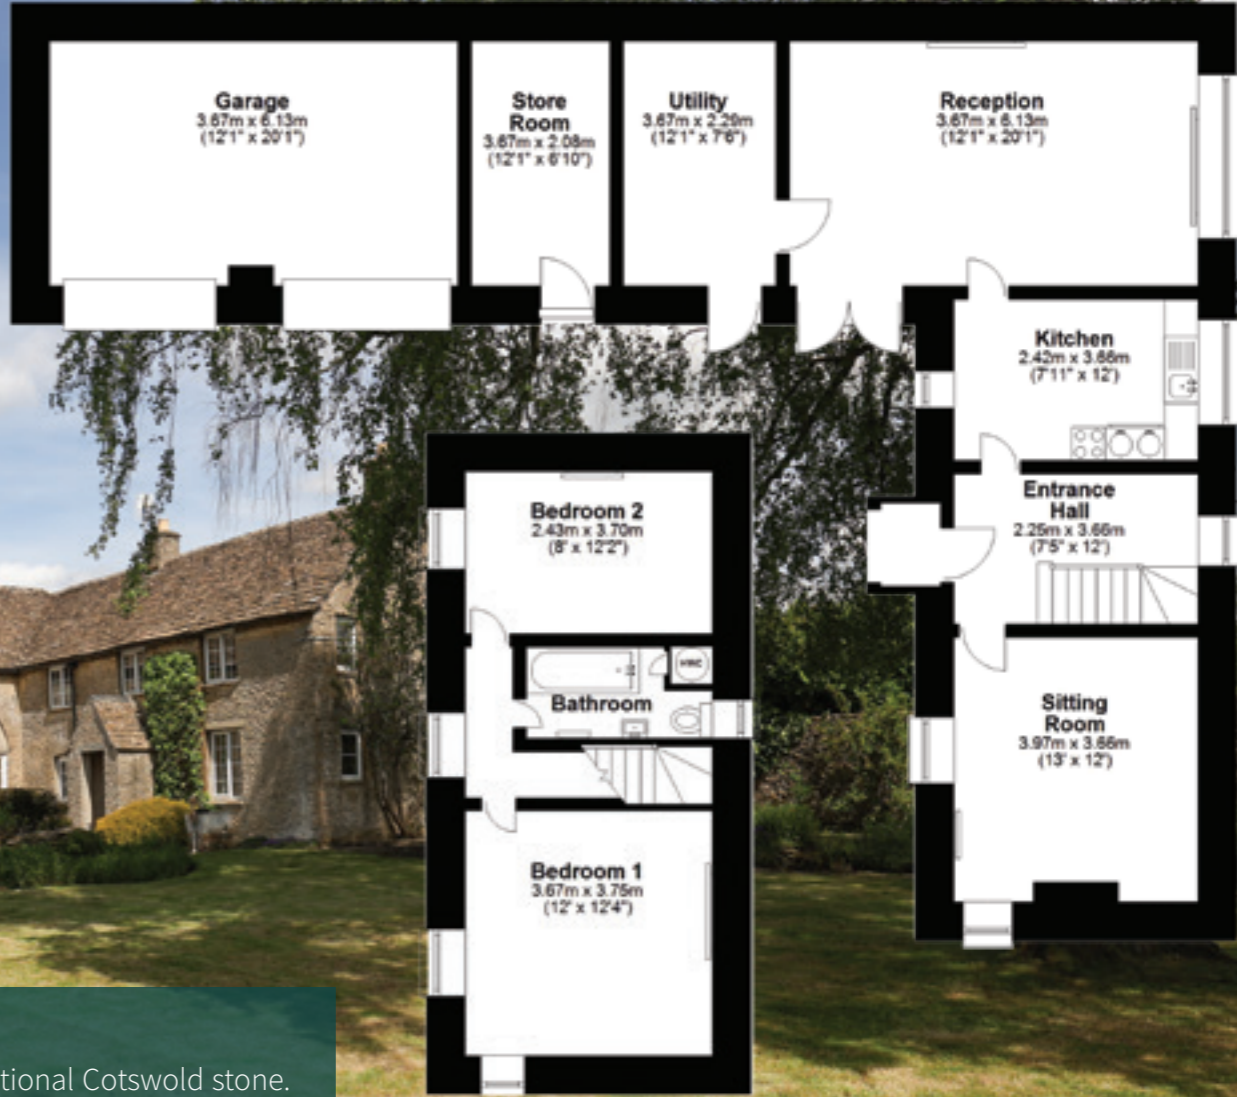 Garage
3.67m x 6.13m
(12'1" x 20'1")
Store
Room
3.67m x 2.08m
(12'1" x 6'10")
Utility
3.67m x 2.29m
(12'1" x 7'6")
Reception
3.67m x 6.13m
(12'1" x 20'1")
Kitchen
2.42m x 3.66m
(7'11" x 12')
Entrance
Hall
2.25m x 3.66m
(7'5" x 12')
Sitting
Room
3.97m x 3.66m
(13' x 12')
Bedroom 2
2.43m x 3.70m
(8' x 12'2")
Bathroom
Bedroom 1
3.67m x 3.75m
(12' x 12'4")
tional Cotswold stone.